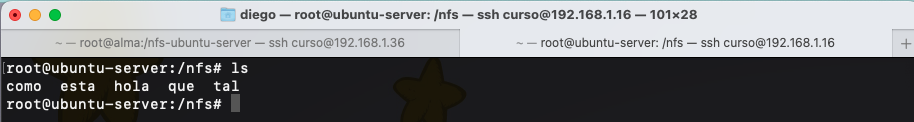 diego — root@ubuntu-server: /nfs — ssh curso@192.168.1.16 — 101×28
~ — root@alma:/nfs-ubuntu-server — ssh curso@192.168.1.36
~ — root@ubuntu-server: /nfs — ssh curso@192.168.1.16
[root@ubuntu-server:/nfs# ls
como  esta  hola  que  tal
root@ubuntu-server:/nfs#